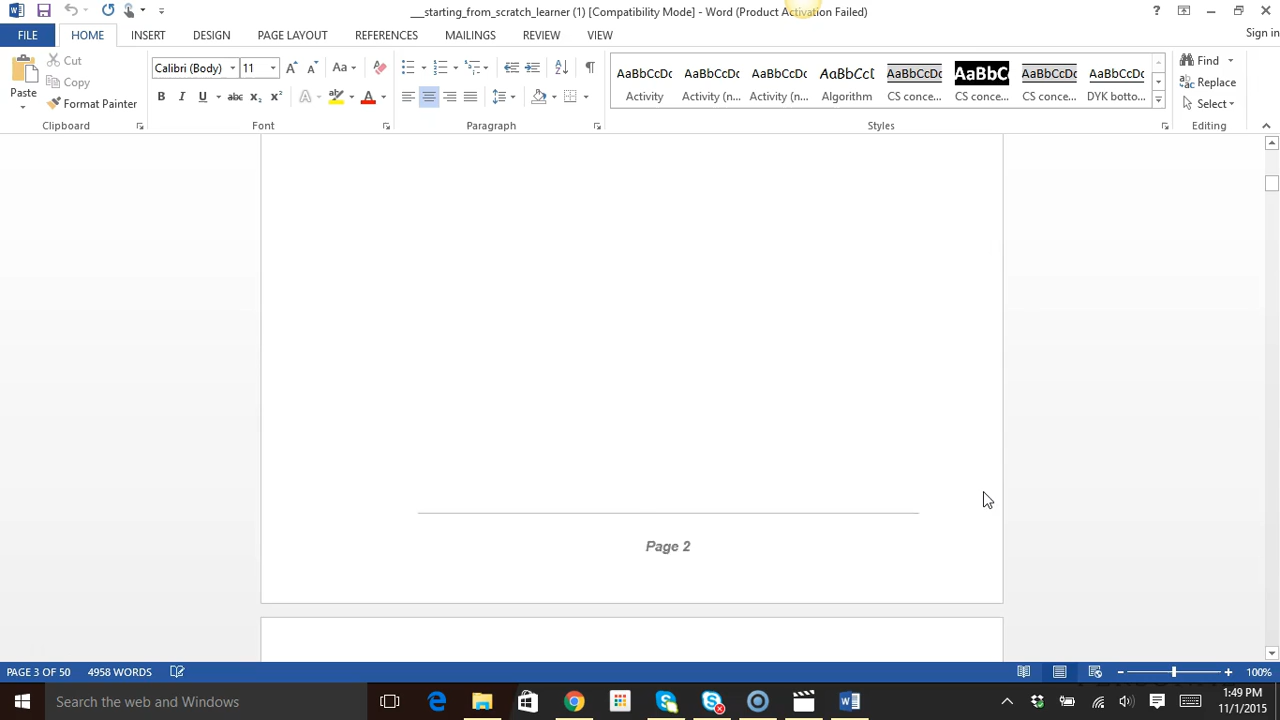 ___starting_from_scratch_learner (1) [Compatibility Mode] - Word (Product Activation Failed)
FILE HOME INSERT DESIGN PAGE LAYOUT REFERENCES MAILINGS REVIEW VIEW Sign in
Paste
Cut
Copy
Format Painter
Clipboard
Calibri (Body) 11
Font
Paragraph
AaBbCcDc AaBbCcDc AaBbCcDc AaBbCcI AaBbCcDc AaBbC AaBbCcDc AaBbCcDc
Activity Activity (n... Activity (n... Algorithm CS conce... CS conce... CS conce... DYK botto...
Styles
Find
Replace
Select
Editing
Page 2
PAGE 3 OF 50 4958 WORDS 100%
Search the web and Windows
1:49 PM
11/1/2015